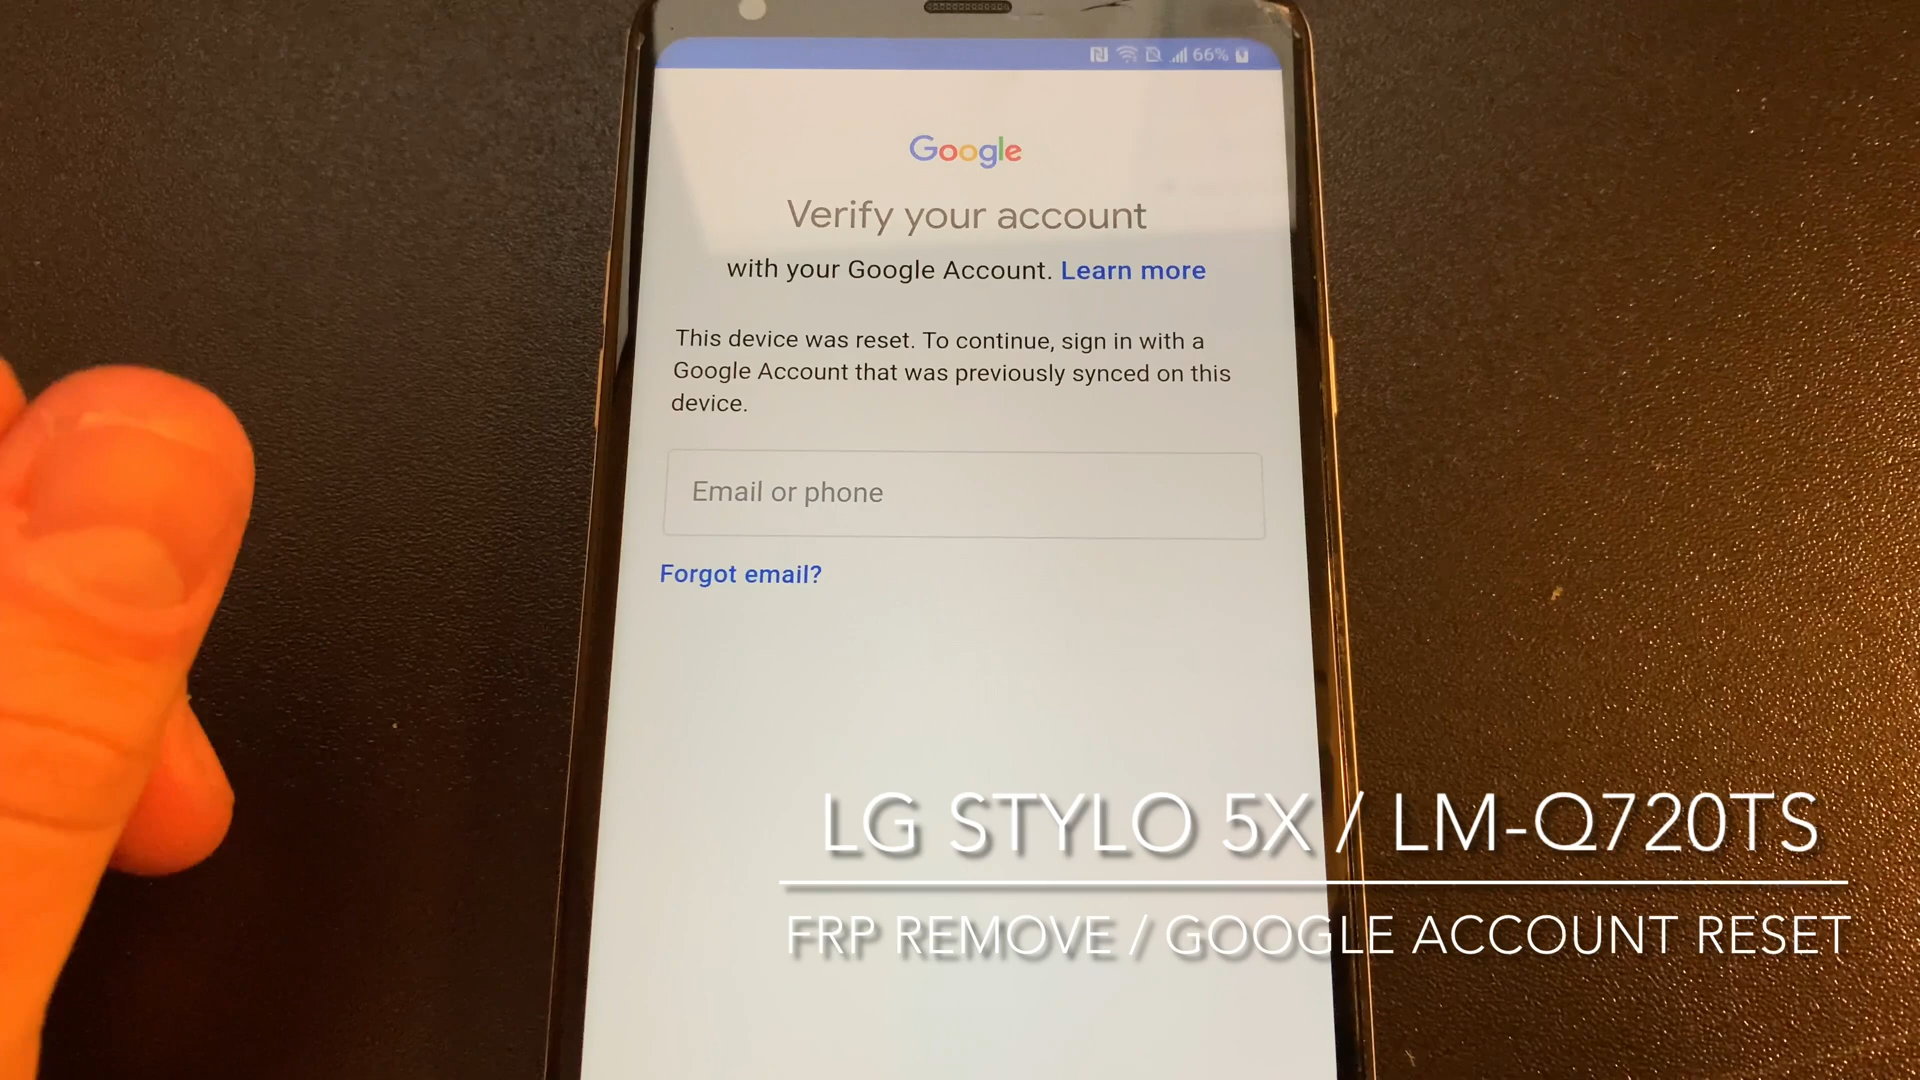 66%
Google
Verify your account
with your Google Account. Learn more
This device was reset. To continue, sign in with a
Google Account that was previously synced on this
device.
Email or phone
Forgot email?
LG STYLO 5X / LM-Q720TS
FRP REMOVE / GOOGLE ACCOUNT RESET